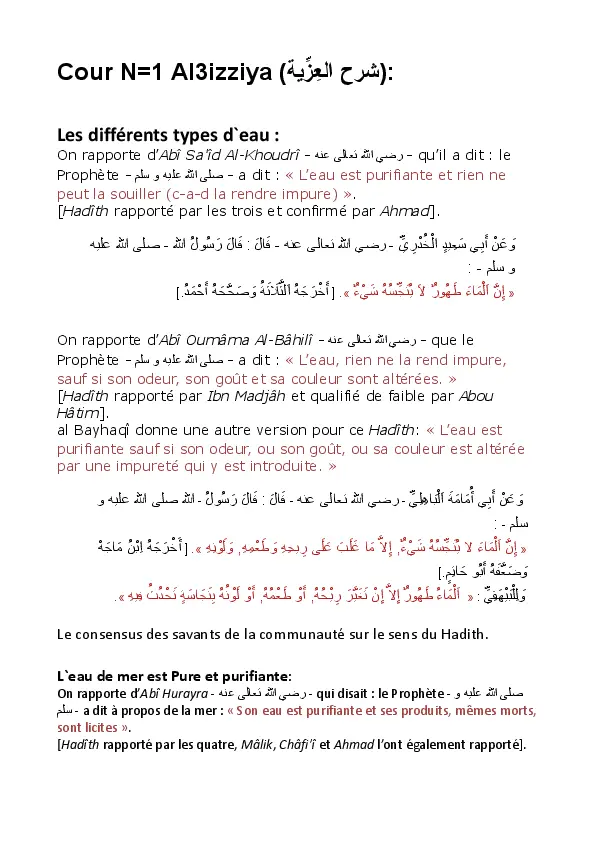 Cour N=1 Al3izziya (شرح العِزِّية):
Les différents types d`eau :
On rapporte d'Abî Sa'îd Al-Khoudrî – رضي الله تعالى عنه – qu'il a dit : le
Prophète – صلى الله عليه و سلم – a dit : « L'eau est purifiante et rien ne
peut la souiller (c-a-d la rendre impure) ».
[Hadîth rapporté par les trois et confirmé par Ahmad].
وَعَنْ أَبِي سَعِيدٍ اَلْخُدْرِيِّ - رضي الله تعالى عنه - قَالَ : قَالَ رَسُولُ الله - صلى الله عليه
و سلم - :
« إِنَّ اَلْمَاءَ طَهُورٌ لَا يُنَجِّسُهُ شَيْءٌ ». [ أَخْرَجَهُ اَلثَّلَاثَةُ وَصَحَّحَهُ أَحْمَدُ.]
On rapporte d'Abî Oumâma Al-Bâhilî – رضي الله تعالى عنه – que le
Prophète – صلى الله عليه و سلم – a dit : « L'eau, rien ne la rend impure,
sauf si son odeur, son goût et sa couleur sont altérées. »
[Hadîth rapporté par Ibn Madjâh et qualifié de faible par Abou
Hâtim].
al Bayhaqî donne une autre version pour ce Hadîth: « L'eau est
purifiante sauf si son odeur, ou son goût, ou sa couleur est altérée
par une impureté qui y est introduite. »
وَعَنْ أَبِي أُمَامَةَ اَلْبَاهِلِيِّ - رضي الله تعالى عنه - قَالَ : قَالَ رَسُولُ - الله صلى الله عليه و
سلم - :
« إِنَّ اَلْمَاءَ لا يُنَجِّسُهُ شَيْءٌ, إِلاَّ مَا غَلَبَ عَلَى رِيحِهِ وَطَعْمِهِ, وَلَوْنِهِ ». [ أَخْرَجَهُ اِبْنُ مَاجَهْ
وَضَعَّفَهُ أَبُو حَاتِمٍ.]
وَلِلْبَيْهَقِيِّ : « اَلْمَاءُ طَهُورٌ إِلاَّ إِنْ تَغَيَّرَ رِيْحُهُ, أَوْ طَعْمُهُ, أَوْ لَوْنُهُ بِنَجَاسَةٍ تَحْدُثُ فِيهِ ».
Le consensus des savants de la communauté sur le sens du Hadith.
L`eau de mer est Pure et purifiante:
On rapporte d'Abî Hurayra - رضي الله تعالى عنه - qui disait : le Prophète - صلى الله عليه و
سلم - a dit à propos de la mer : « Son eau est purifiante et ses produits, mêmes morts,
sont licites ».
[Hadîth rapporté par les quatre, Mâlik, Châfi'î et Ahmad l'ont également rapporté].